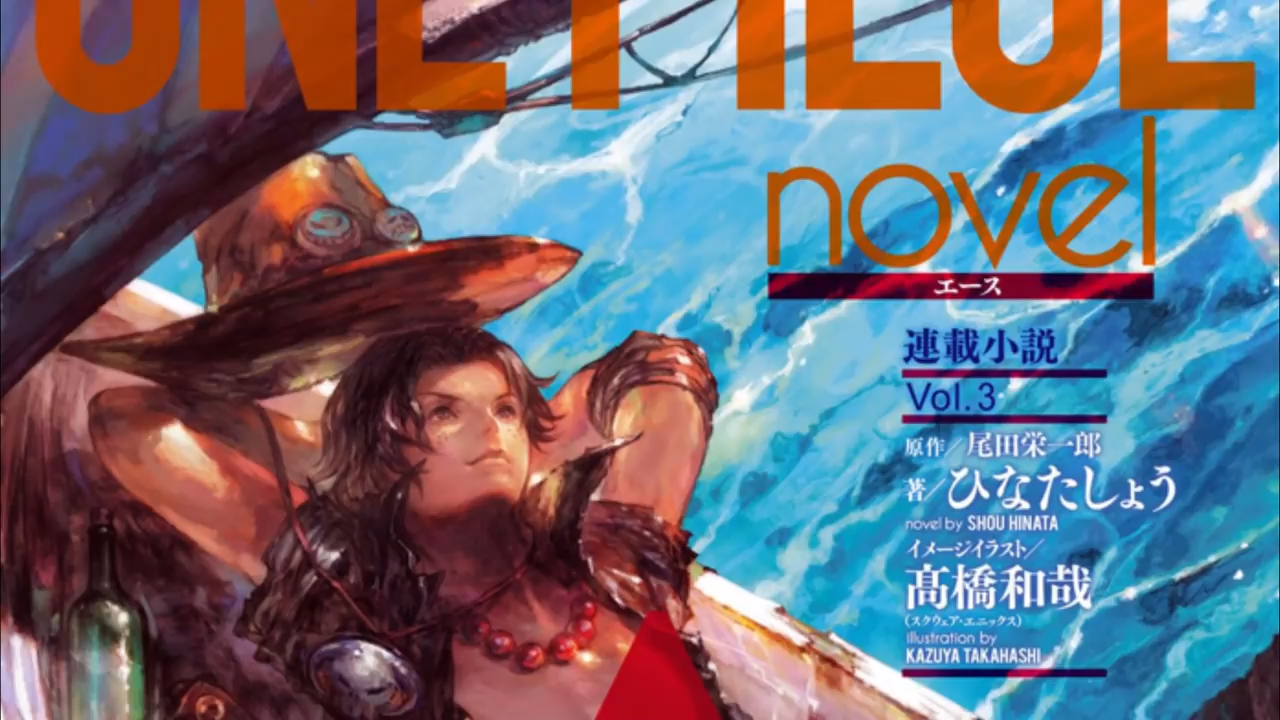 ONE PIECE
novel
エース
連載小説
Vol.3
原作/尾田栄一郎
著/ひなたしょう
novel by SHOU HINATA
イメージイラスト/
髙橋和哉
(スクウェア・エニックス)
illustration by
KAZUYA TAKAHASHI